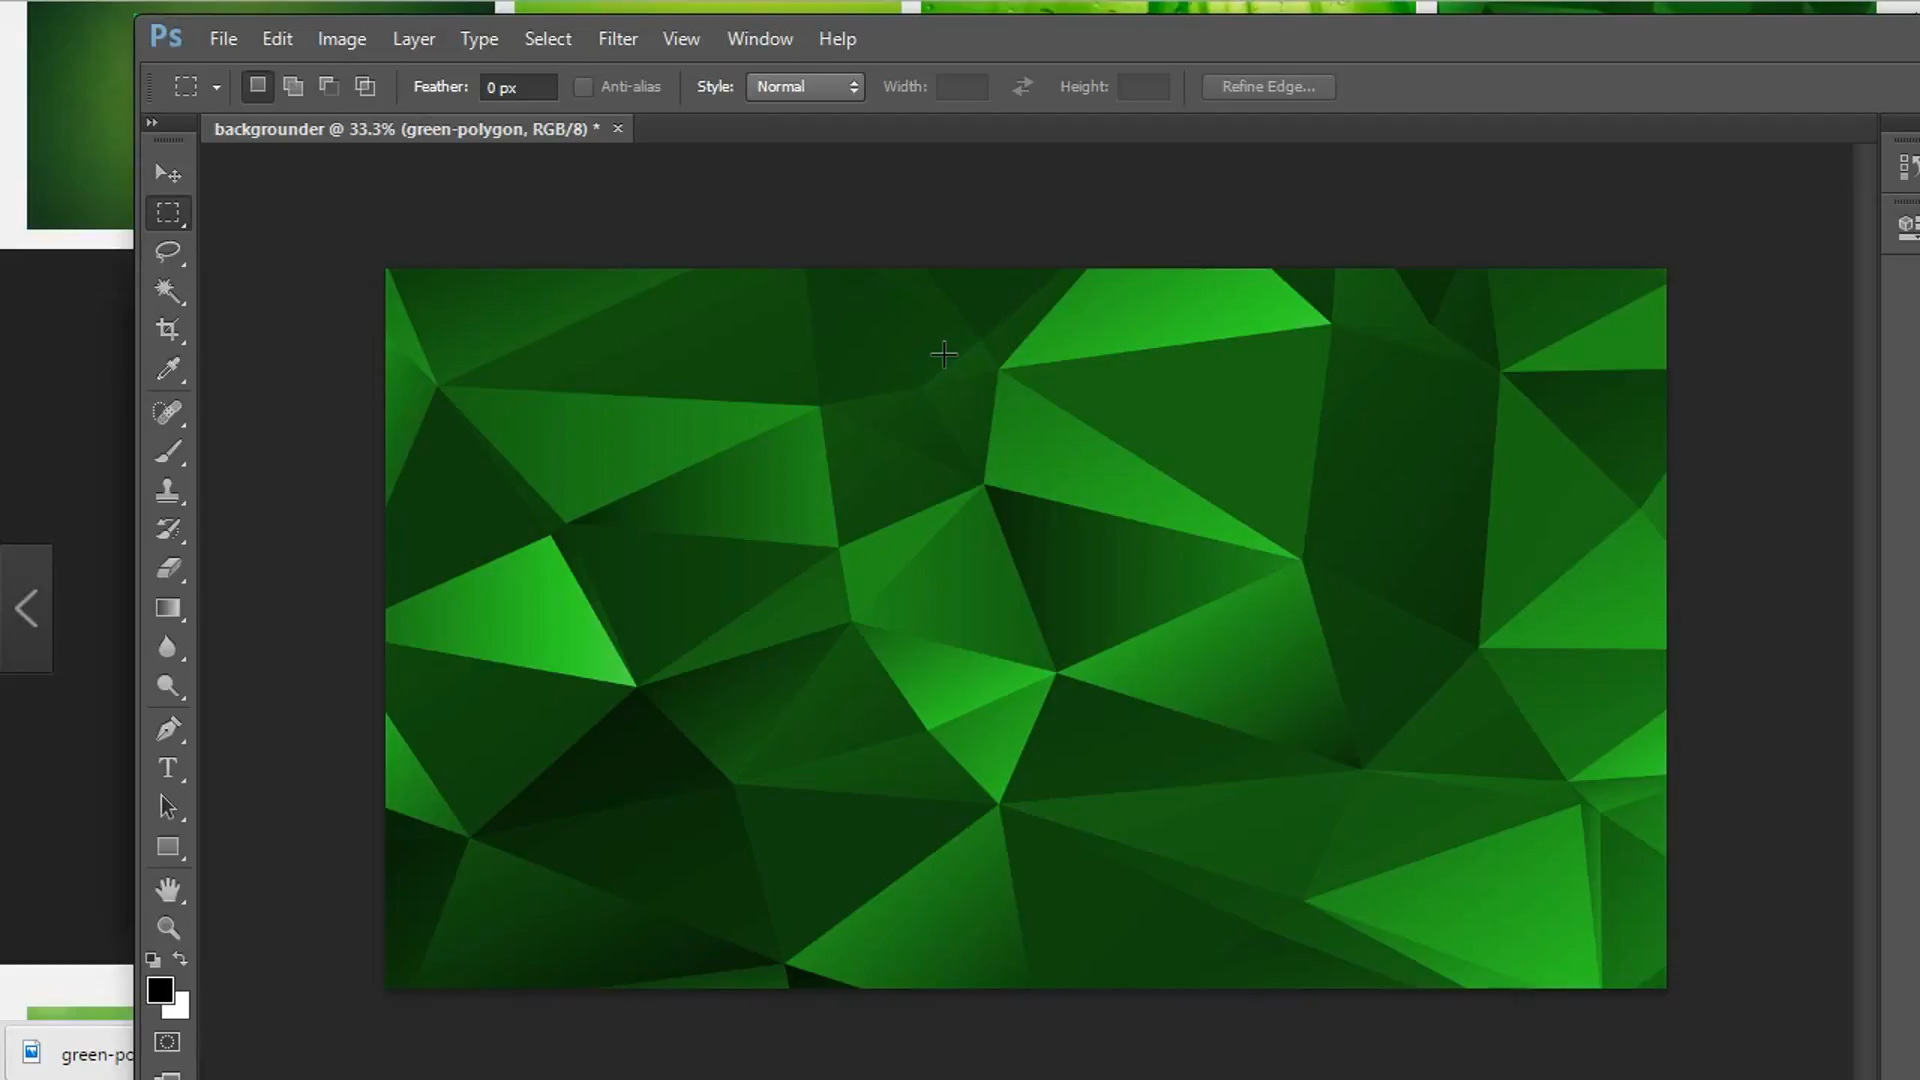 Ps File Edit Image Layer Type Select Filter View Window Help
Feather: 0 px Anti-alias Style: Normal Width: Height: Refine Edge...
backgrounder @ 33.3% (green-polygon, RGB/8) * ×
T
green-po